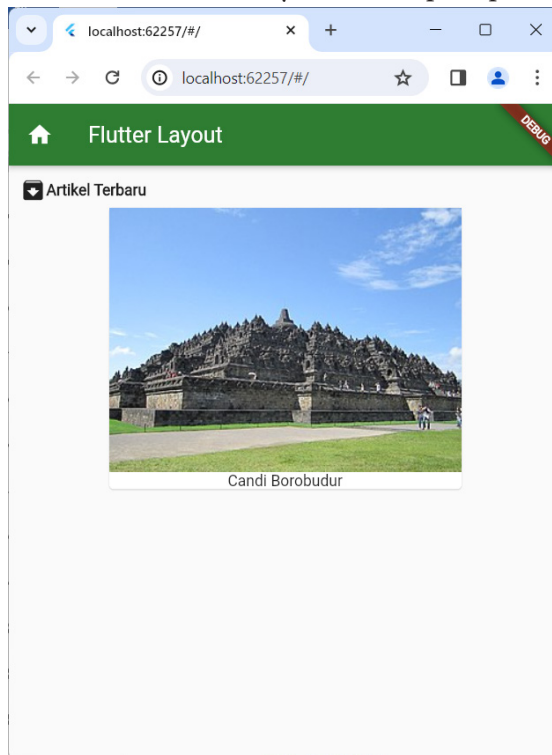 localhost:62257/#/
localhost:62257/#/
Flutter Layout
DEBUG
Artikel Terbaru
Candi Borobudur